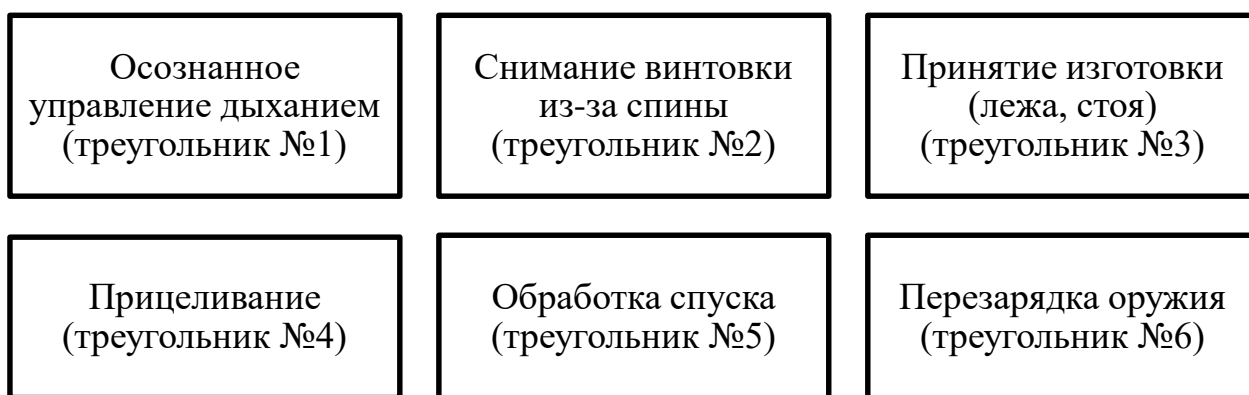 Осознанное
управление дыханием
(треугольник №1)
Снимание винтовки
из-за спины
(треугольник №2)
Принятие изготовки
(лежа, стоя)
(треугольник №3)
Прицеливание
(треугольник №4)
Обработка спуска
(треугольник №5)
Перезарядка оружия
(треугольник №6)